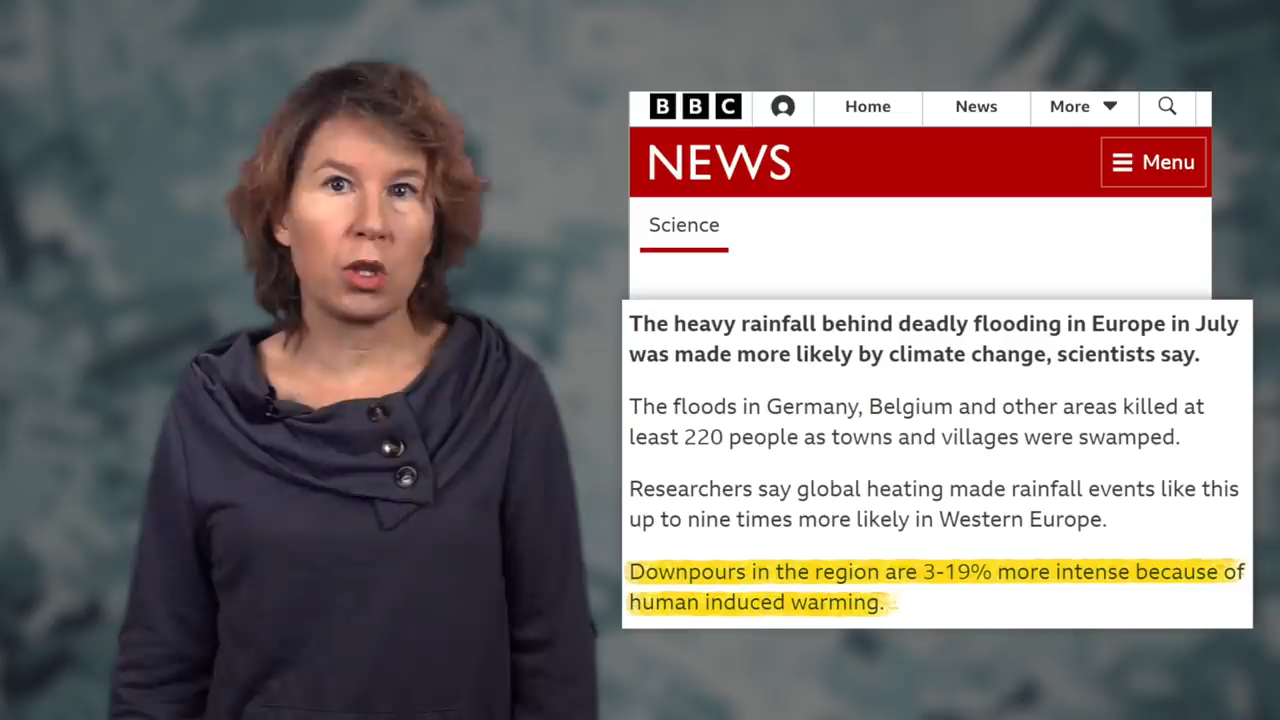 BBC Home News More
NEWS Menu
Science
The heavy rainfall behind deadly flooding in Europe in July
was made more likely by climate change, scientists say.
The floods in Germany, Belgium and other areas killed at
least 220 people as towns and villages were swamped.
Researchers say global heating made rainfall events like this
up to nine times more likely in Western Europe.
Downpours in the region are 3-19% more intense because of
human induced warming.